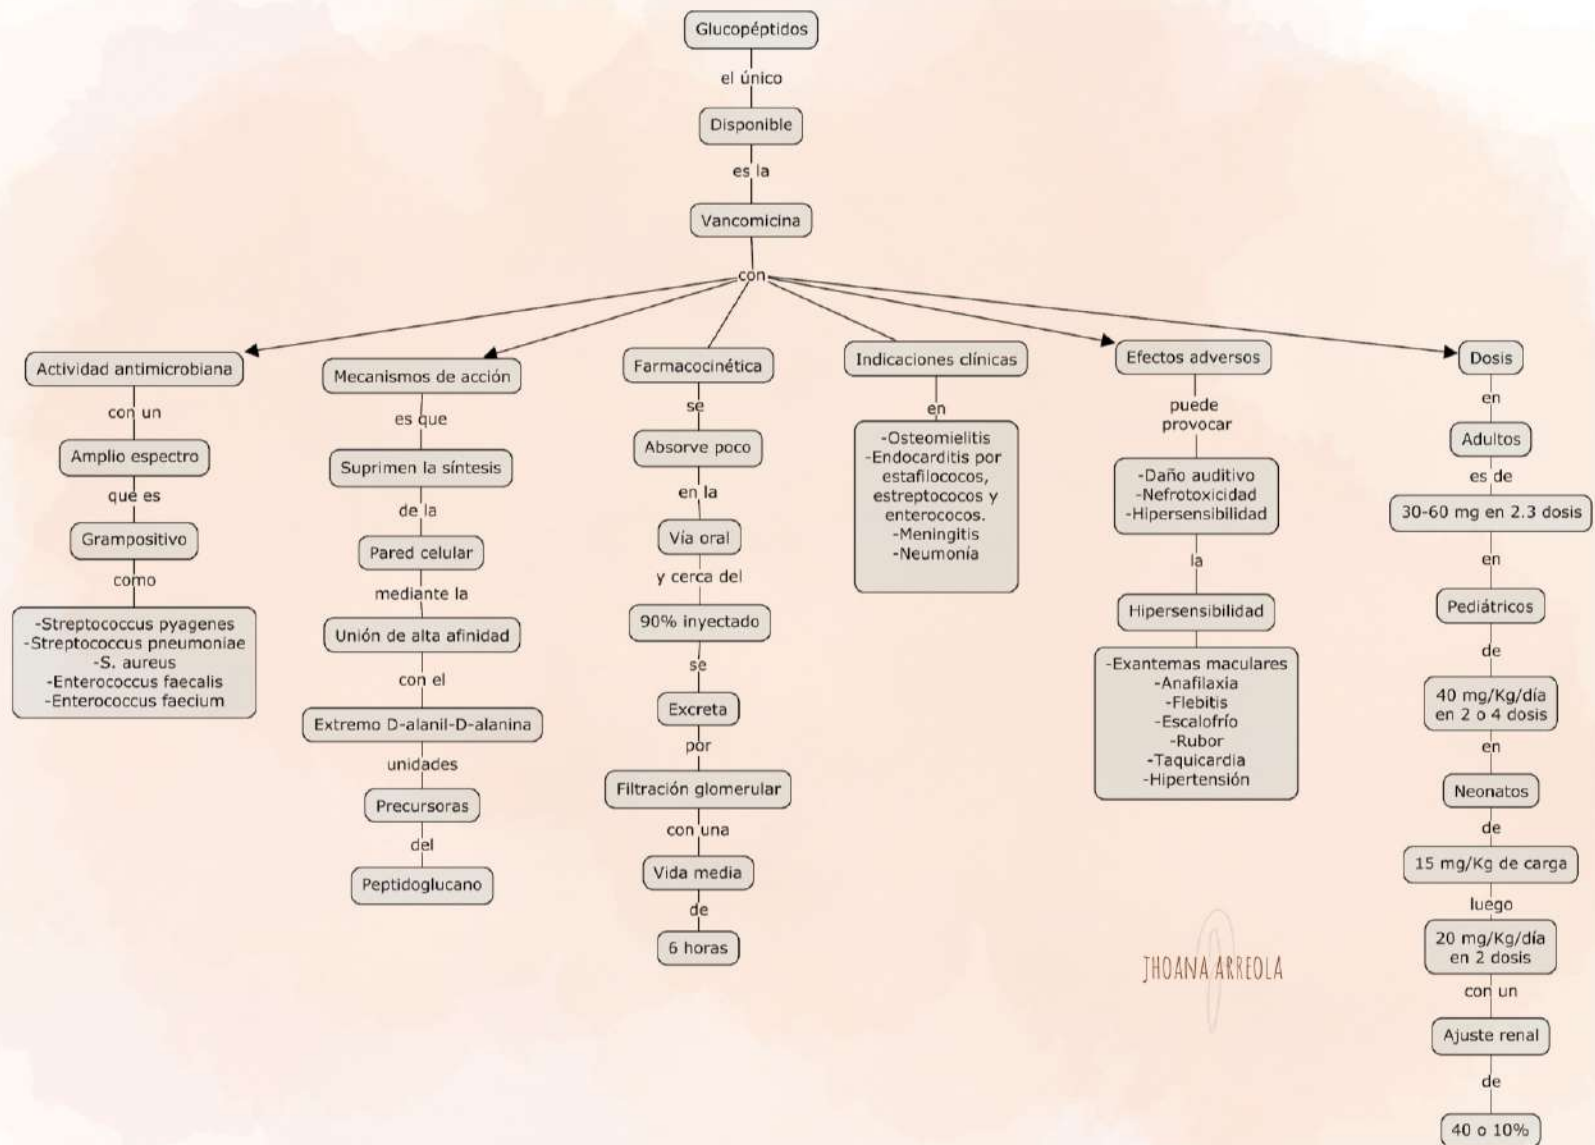 Glucopéptidos
el único
Disponible
es la
Vancomicina
con
Actividad antimicrobiana
con un
Amplio espectro
que es
Grampositivo
como
-Streptococcus pyagenes
-Streptococcus pneumoniae
-S. aureus
-Enterococcus faecalis
-Enterococcus faecium
Mecanismos de acción
es que
Suprimen la síntesis
de la
Pared celular
mediante la
Unión de alta afinidad
con el
Extremo D-alanil-D-alanina
unidades
Precursoras
del
Peptidoglucano
Farmacocinética
se
Absorve poco
en la
Vía oral
y cerca del
90% inyectado
se
Excreta
por
Filtración glomerular
con una
Vida media
de
6 horas
Indicaciones clínicas
en
-Osteomielitis
-Endocarditis por
estafilococos,
estreptococos y
enterococos.
-Meningitis
-Neumonía
Efectos adversos
puede
provocar
-Daño auditivo
-Nefrotoxicidad
-Hipersensibilidad
la
Hipersensibilidad
-Exantemas maculares
-Anafilaxia
-Flebitis
-Escalofrío
-Rubor
-Taquicardia
-Hipertensión
Dosis
en
Adultos
es de
30-60 mg en 2.3 dosis
en
Pediátricos
de
40 mg/Kg/día
en 2 o 4 dosis
en
Neonatos
de
15 mg/Kg de carga
luego
20 mg/Kg/día
en 2 dosis
con un
Ajuste renal
de
40 o 10%
JHOANA ARREOLA